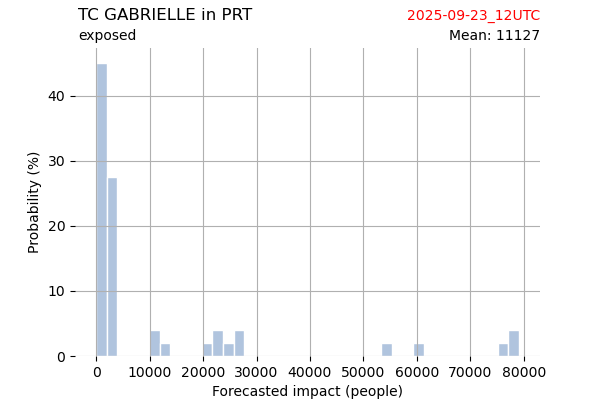 TC GABRIELLE in PRT
2025-09-23_12UTC
exposed
Mean: 11127
Probability (%)
40
30
20
10
0
0 10000 20000 30000 40000 50000 60000 70000 80000
Forecasted impact (people)